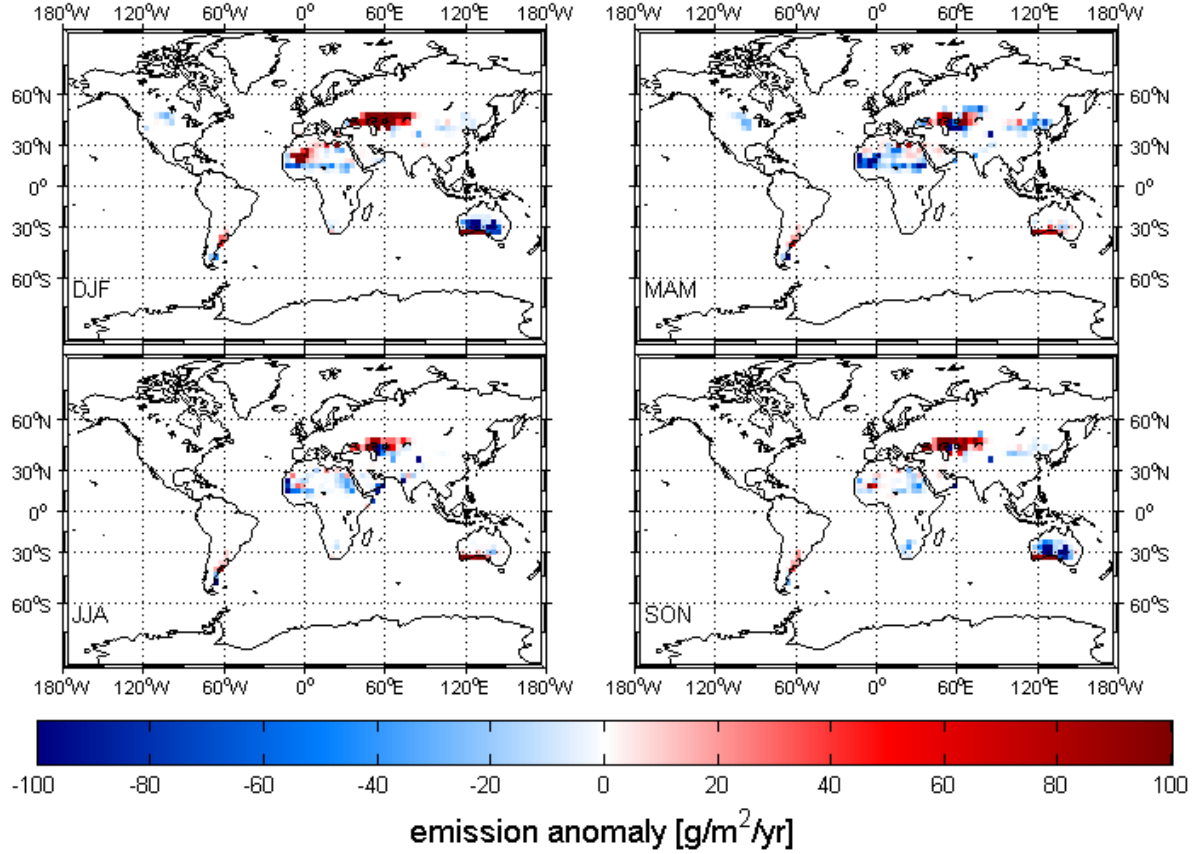 180°W 120°W 60°W 0° 60°E 120°E 180°W 180°W 120°W 60°W 0° 60°E 120°E 180°W
60°N 60°N
30°N 30°N
0° 0°
30°S 30°S
60°S 60°S
DJF MAM
60°N 60°N
30°N 30°N
0° 0°
30°S 30°S
60°S 60°S
JJA SON
180°W 120°W 60°W 0° 60°E 120°E 180°W 180°W 120°W 60°W 0° 60°E 120°E 180°W
-100 -80 -60 -40 -20 0 20 40 60 80 100
emission anomaly [g/m²/yr]